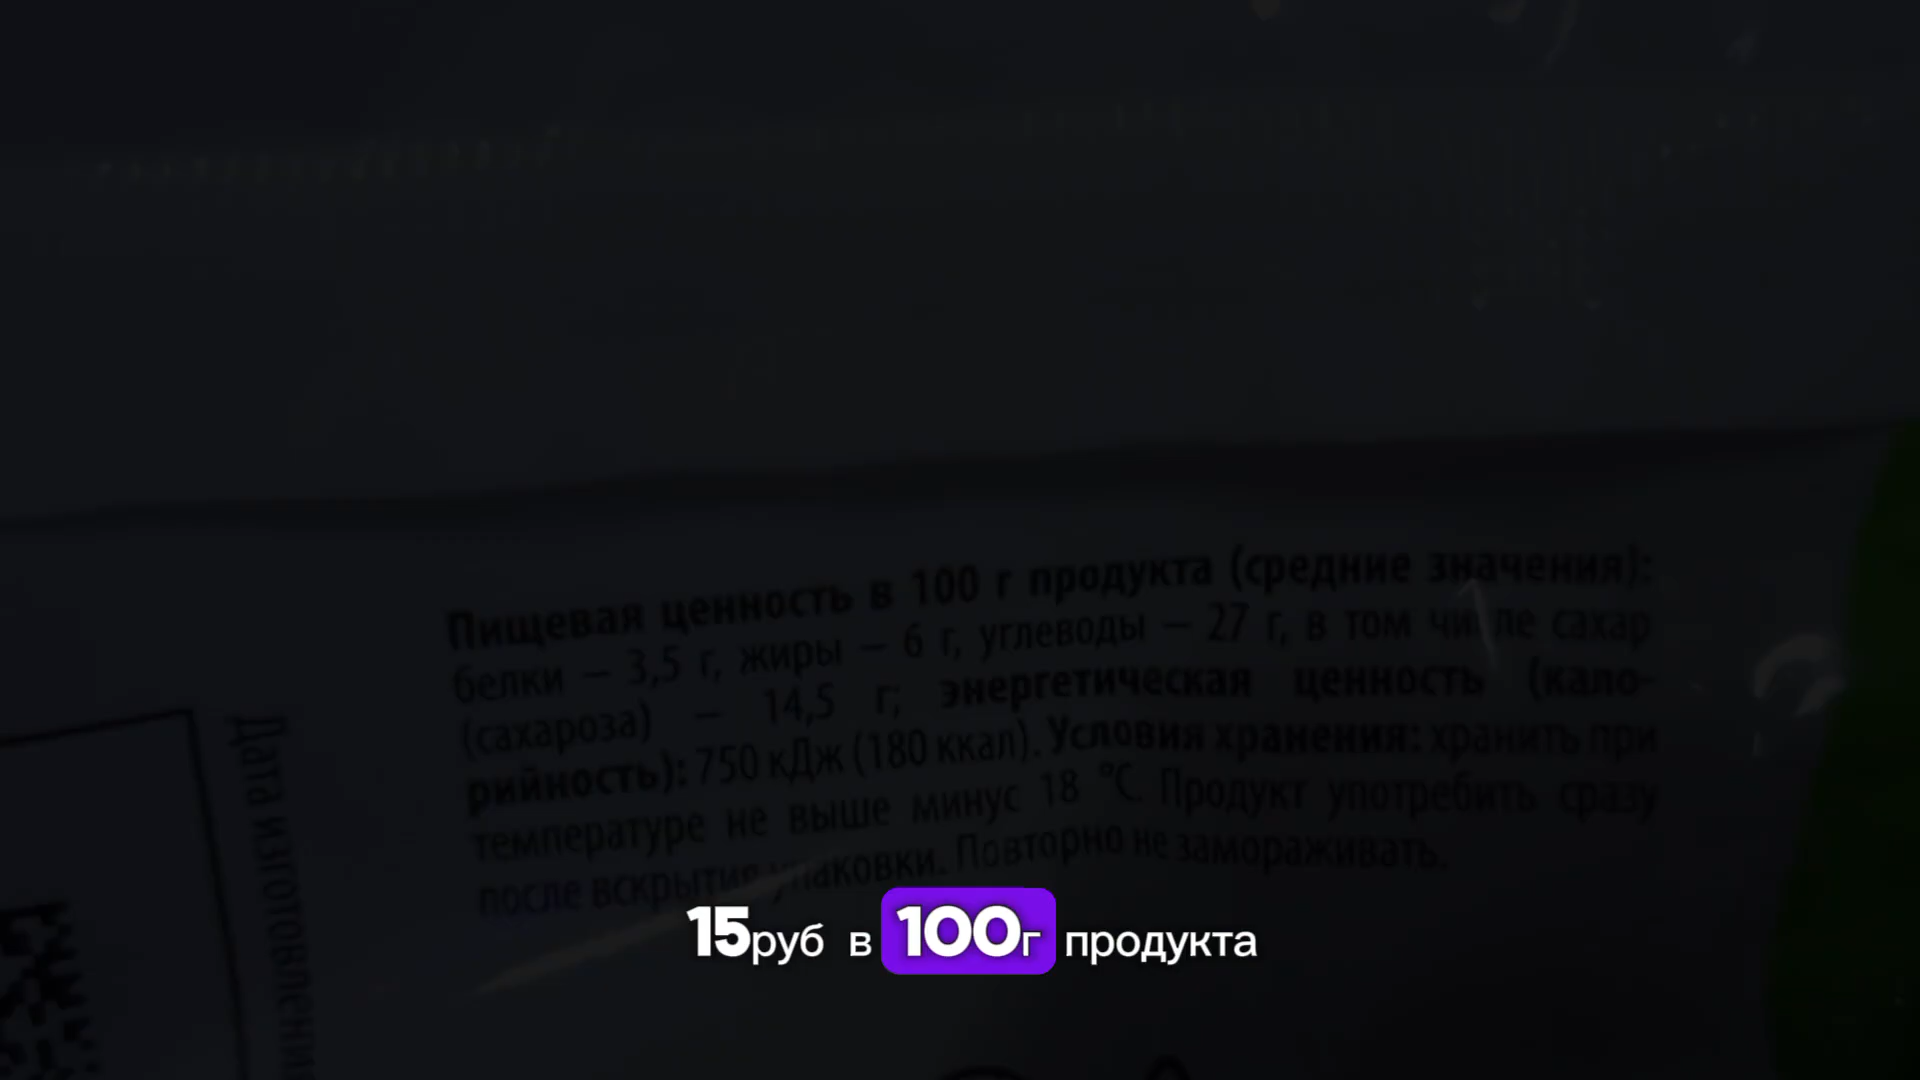 Пищевая ценность в 100 г продукта (средние значения):
белки – 3,5 г, жиры – 6 г, углеводы – 27 г, в том числе сахар
(сахароза) – 14,5 г; энергетическая ценность (кало-
рийность): 750 кДж (180 ккал). Условия хранения: хранить при
температуре не выше минус 18 °С. Продукт употребить сразу
после вскрытия упаковки. Повторно не замораживать.
Дата изготовления
15руб в 100г продукта